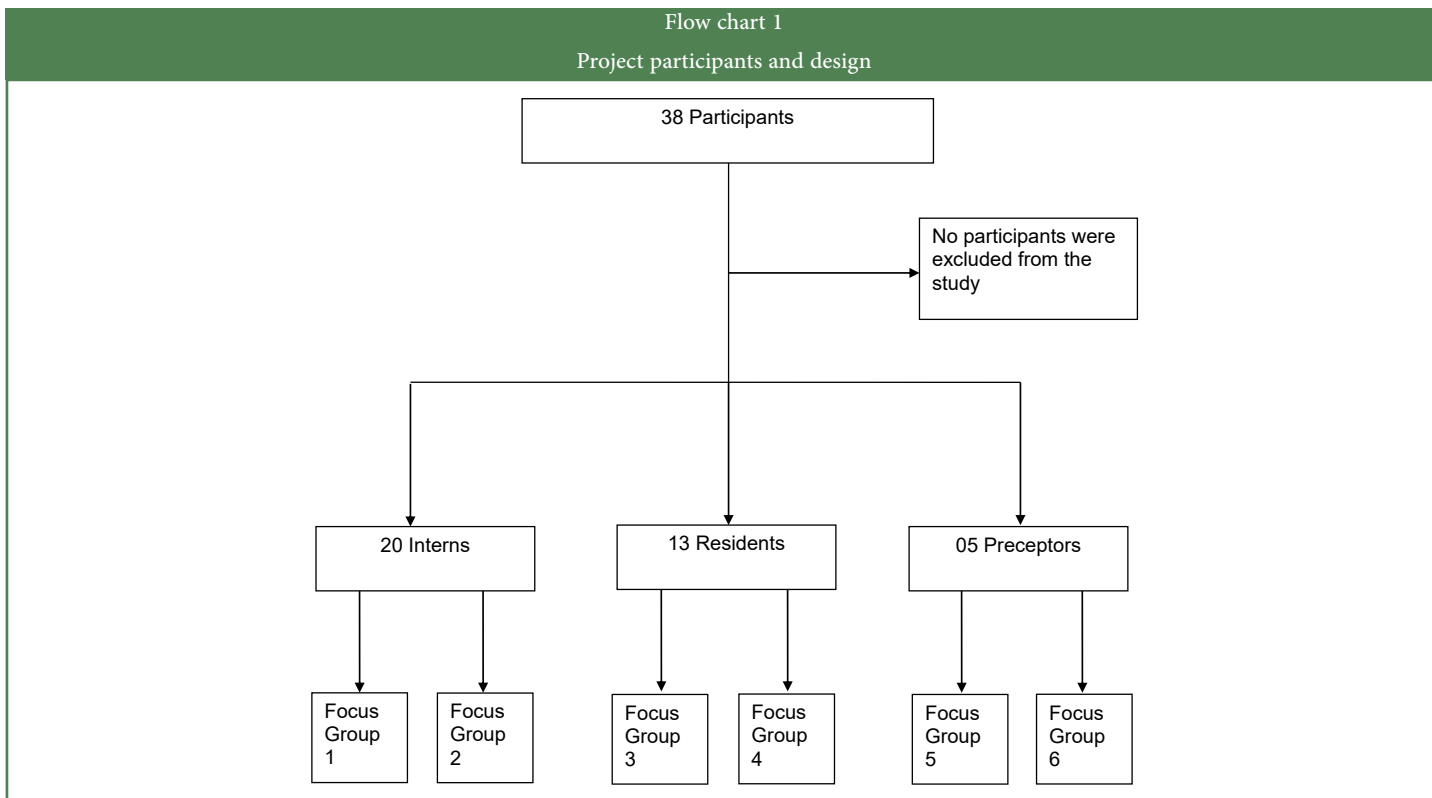 Flow chart 1
Project participants and design
38 Participants
No participants were
excluded from the
study
20 Interns
13 Residents
05 Preceptors
Focus
Group
1
Focus
Group
2
Focus
Group
3
Focus
Group
4
Focus
Group
5
Focus
Group
6